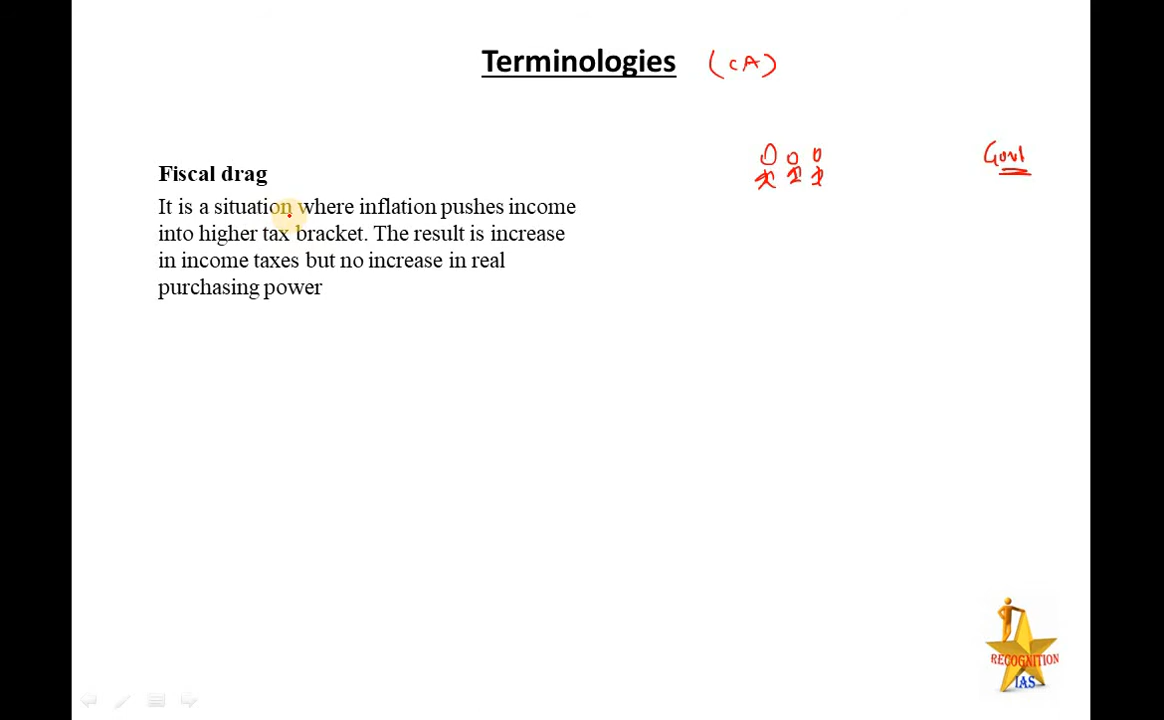 Terminologies (CA)
Govt
Fiscal drag
It is a situation where inflation pushes income
into higher tax bracket. The result is increase
in income taxes but no increase in real
purchasing power
RECOGNITION
IAS